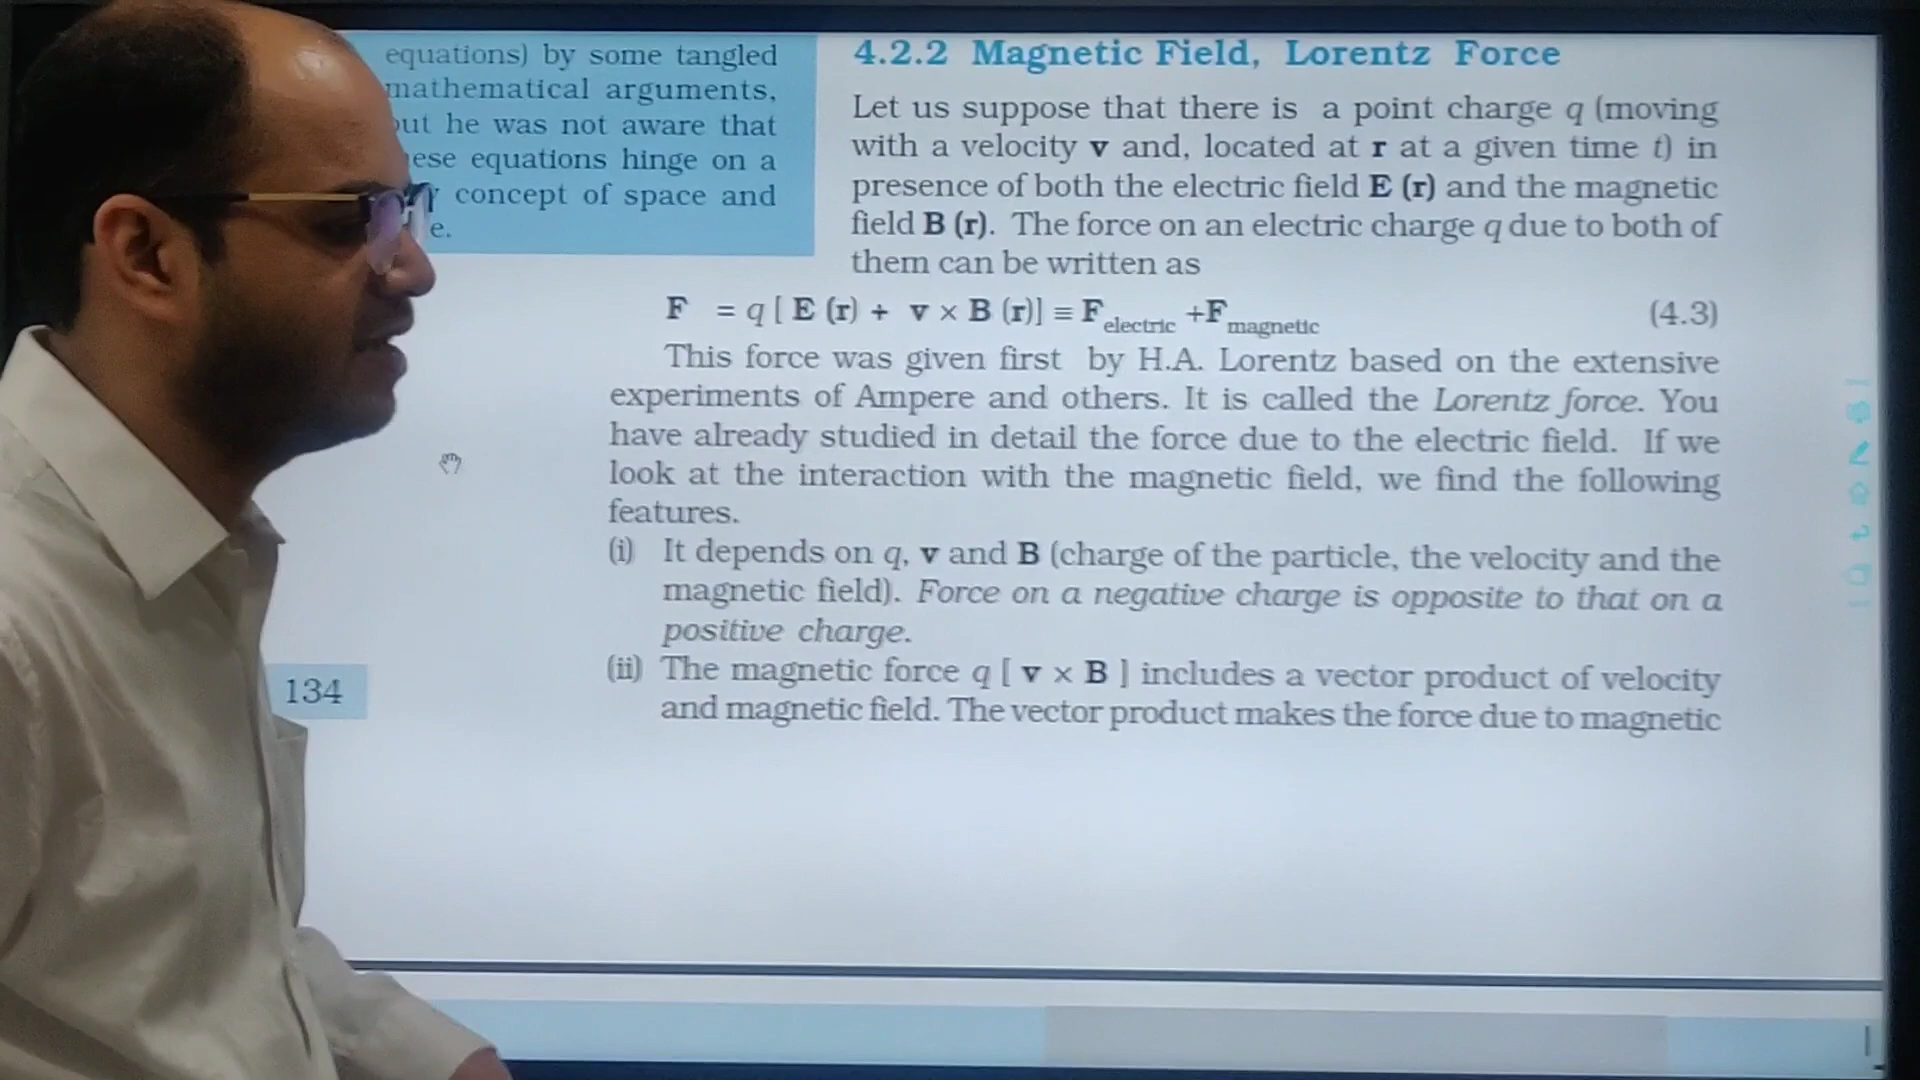 equations) by some tangled
mathematical arguments,
but he was not aware that
these equations hinge on a
concept of space and
e.
4.2.2 Magnetic Field, Lorentz Force
Let us suppose that there is a point charge q (moving
with a velocity v and, located at r at a given time t) in
presence of both the electric field E (r) and the magnetic
field B (r). The force on an electric charge q due to both of
them can be written as
F = q [ E (r) + v × B (r)] ≡ F electric +F magnetic (4.3)
This force was given first by H.A. Lorentz based on the extensive
experiments of Ampere and others. It is called the Lorentz force. You
have already studied in detail the force due to the electric field. If we
look at the interaction with the magnetic field, we find the following
features.
(i) It depends on q, v and B (charge of the particle, the velocity and the
magnetic field). Force on a negative charge is opposite to that on a
positive charge.
(ii) The magnetic force q [ v × B ] includes a vector product of velocity
and magnetic field. The vector product makes the force due to magnetic
134